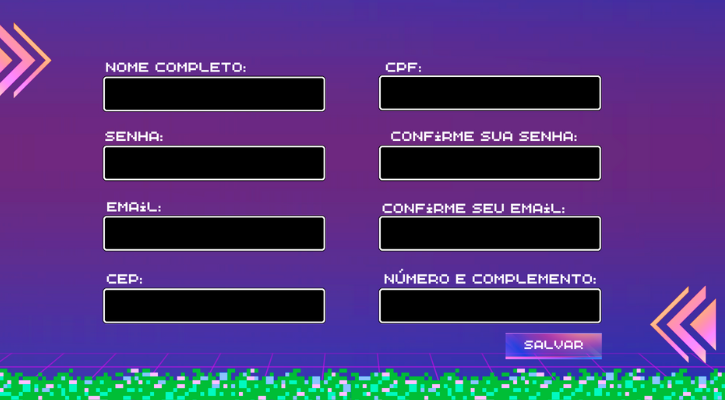 NOME COMPLETO:
CPF:
SENHA:
CONFiRME SUA SENHA:
EMAiL:
CONFiRME SEU EMAiL:
CEP:
NÚMERO E COMPLEMENTO:
SALVAR